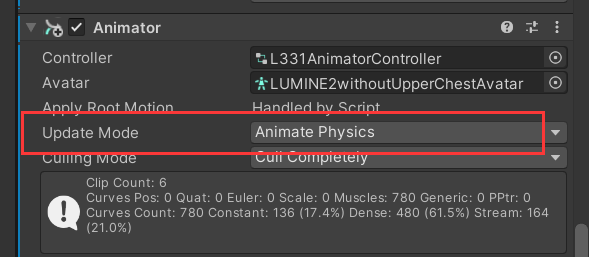 Animator
Controller
L331AnimatorController
Avatar
LUMINE2withoutUpperChestAvatar
Apply Root Motion
Handled by Script
Update Mode
Animate Physics
Culling Mode
Cull Completely
Clip Count: 6
Curves Pos: 0 Quat: 0 Euler: 0 Scale: 0 Muscles: 780 Generic: 0 PPtr: 0
Curves Count: 780 Constant: 136 (17.4%) Dense: 480 (61.5%) Stream: 164
(21.0%)